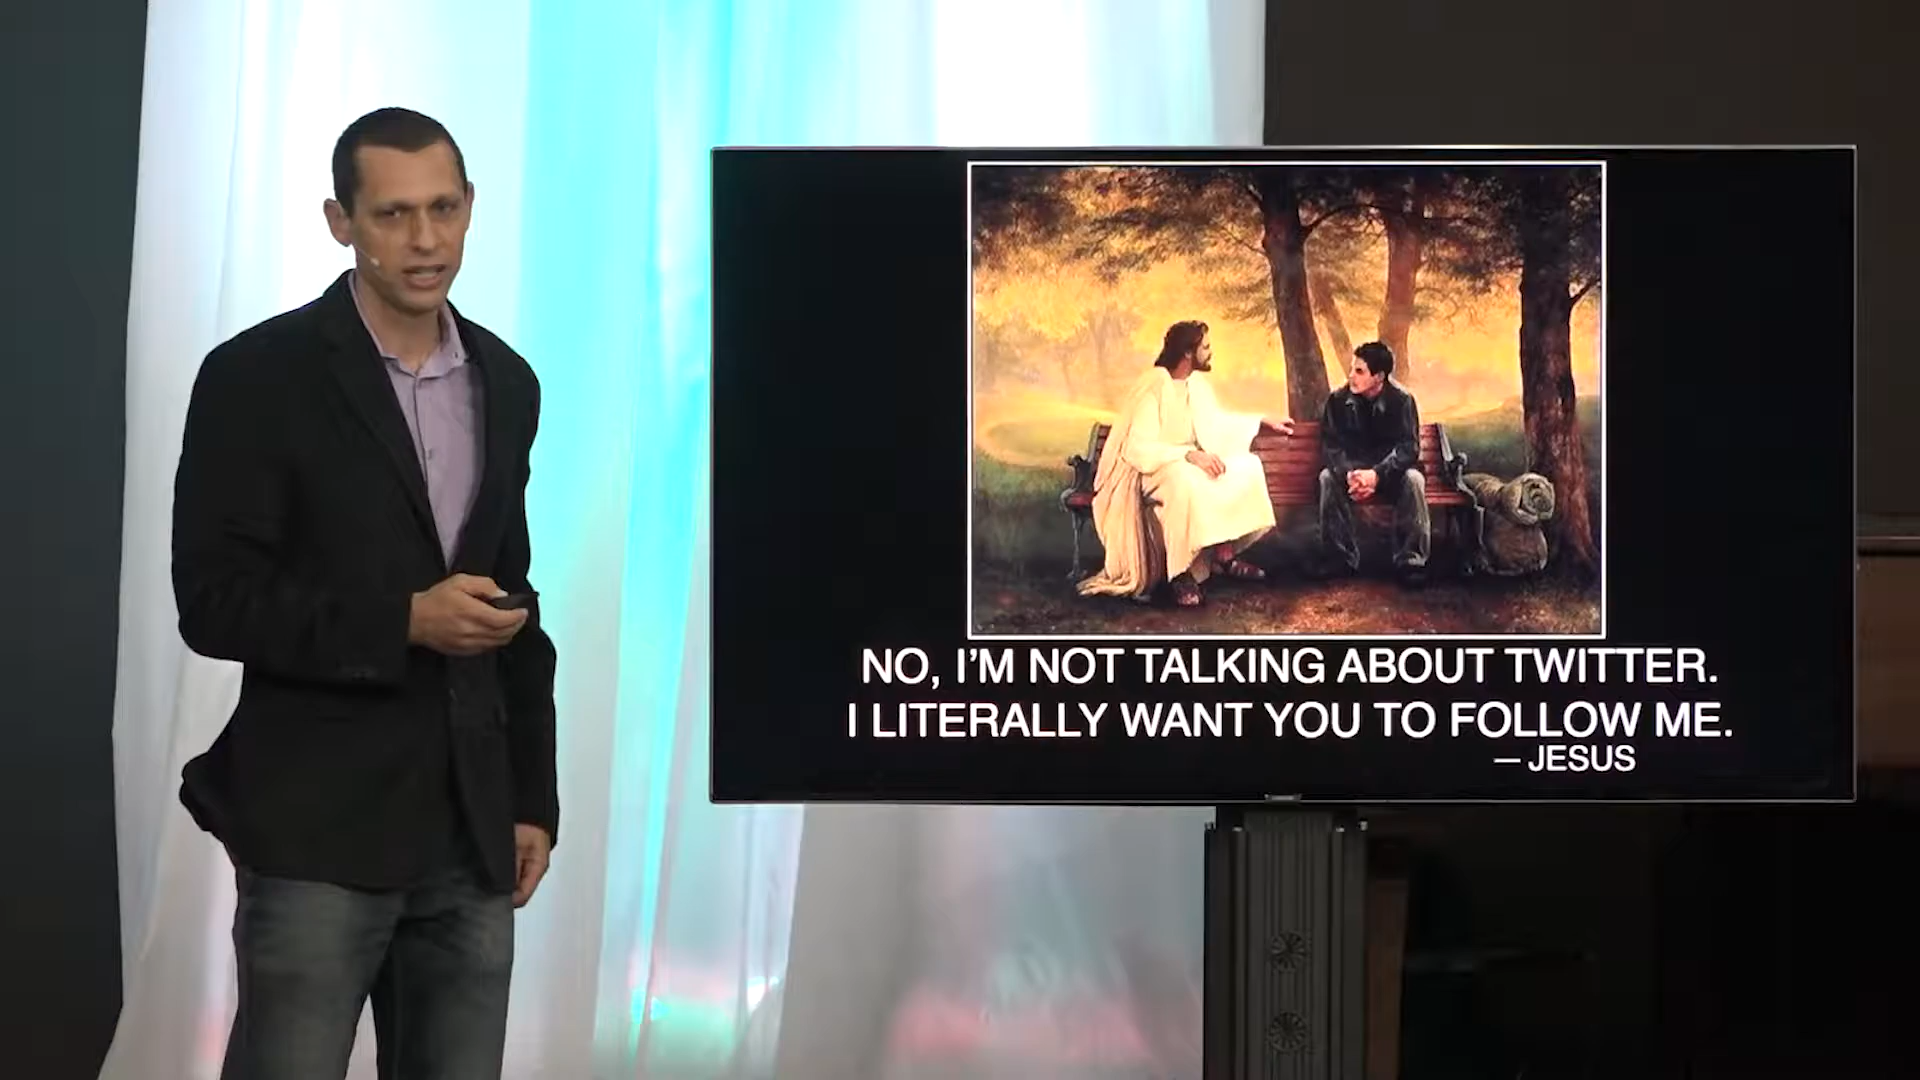 NO, I'M NOT TALKING ABOUT TWITTER.
I LITERALLY WANT YOU TO FOLLOW ME.
— JESUS